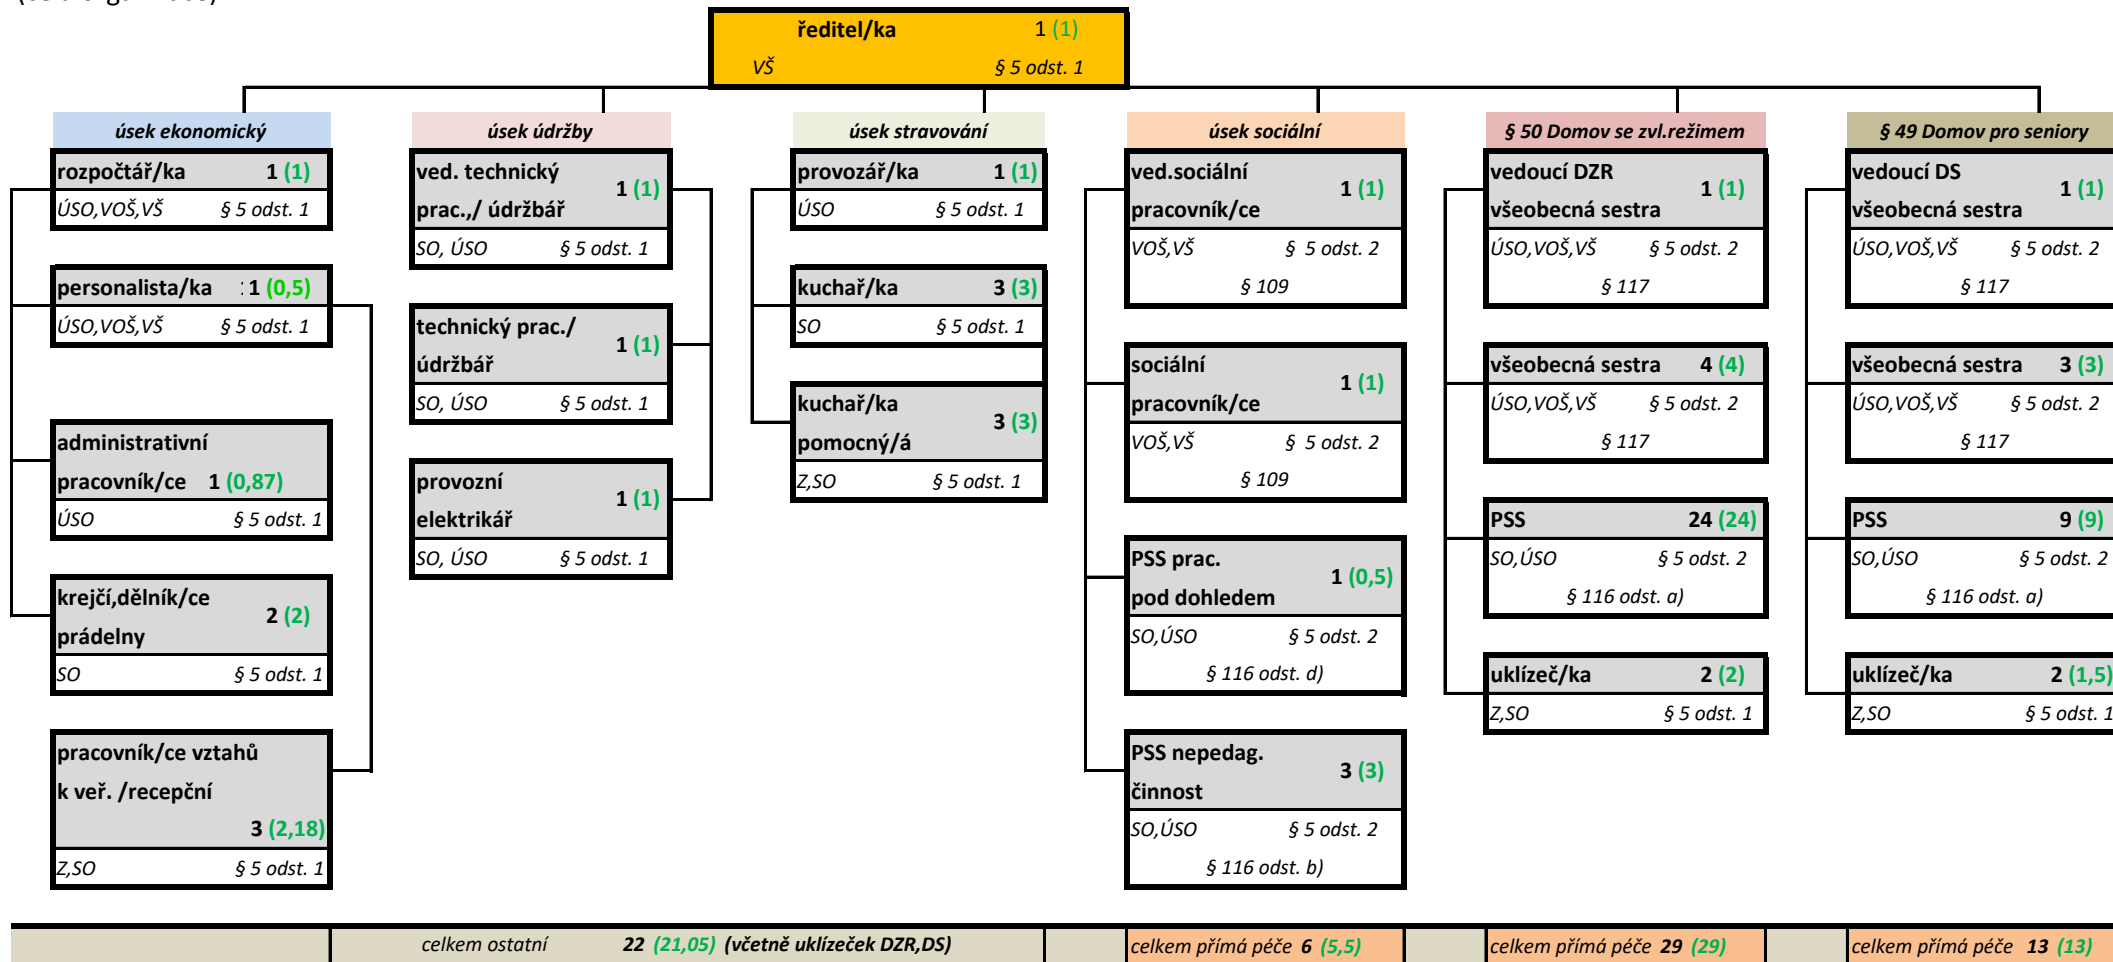 ředitel/ka 1 (1)
VŠ § 5 odst. 1
úsek ekonomický
rozpočtář/ka 1 (1)
ÚSO,VOŠ,VŠ § 5 odst. 1
personalista/ka 1 (0,5)
ÚSO,VOŠ,VŠ § 5 odst. 1
administrativní
pracovník/ce 1 (0,87)
ÚSO § 5 odst. 1
krejčí,dělník/ce
prádelny 2 (2)
SO § 5 odst. 1
pracovník/ce vztahů
k veř. /recepční
3 (2,18)
Z,SO § 5 odst. 1
úsek údržby
ved. technický
prac.,/ údržbář 1 (1)
SO, ÚSO § 5 odst. 1
technický prac./
údržbář 1 (1)
SO, ÚSO § 5 odst. 1
provozní
elektrikář 1 (1)
SO, ÚSO § 5 odst. 1
úsek stravování
provozář/ka 1 (1)
ÚSO § 5 odst. 1
kuchař/ka 3 (3)
SO § 5 odst. 1
kuchař/ka
pomocný/á 3 (3)
Z,SO § 5 odst. 1
úsek sociální
ved.sociální
pracovník/ce 1 (1)
VOŠ,VŠ § 5 odst. 2
§ 109
sociální
pracovník/ce 1 (1)
VOŠ,VŠ § 5 odst. 2
§ 109
PSS prac.
pod dohledem 1 (0,5)
SO,ÚSO § 5 odst. 2
§ 116 odst. d)
PSS nepedag.
činnost 3 (3)
SO,ÚSO § 5 odst. 2
§ 116 odst. b)
§ 50 Domov se zvl.režimem
vedoucí DZR
všeobecná sestra 1 (1)
ÚSO,VOŠ,VŠ § 5 odst. 2
§ 117
všeobecná sestra 4 (4)
ÚSO,VOŠ,VŠ § 5 odst. 2
§ 117
PSS 24 (24)
SO,ÚSO § 5 odst. 2
§ 116 odst. a)
uklízeč/ka 2 (2)
Z,SO § 5 odst. 1
§ 49 Domov pro seniory
vedoucí DS
všeobecná sestra 1 (1)
ÚSO,VOŠ,VŠ § 5 odst. 2
§ 117
všeobecná sestra 3 (3)
ÚSO,VOŠ,VŠ § 5 odst. 2
§ 117
PSS 9 (9)
SO,ÚSO § 5 odst. 2
§ 116 odst. a)
uklízeč/ka 2 (1,5)
Z,SO § 5 odst. 1
celkem ostatní 22 (21,05) (včetně uklízeček DZR,DS)
celkem přímá péče 6 (5,5)
celkem přímá péče 29 (29)
celkem přímá péče 13 (13)